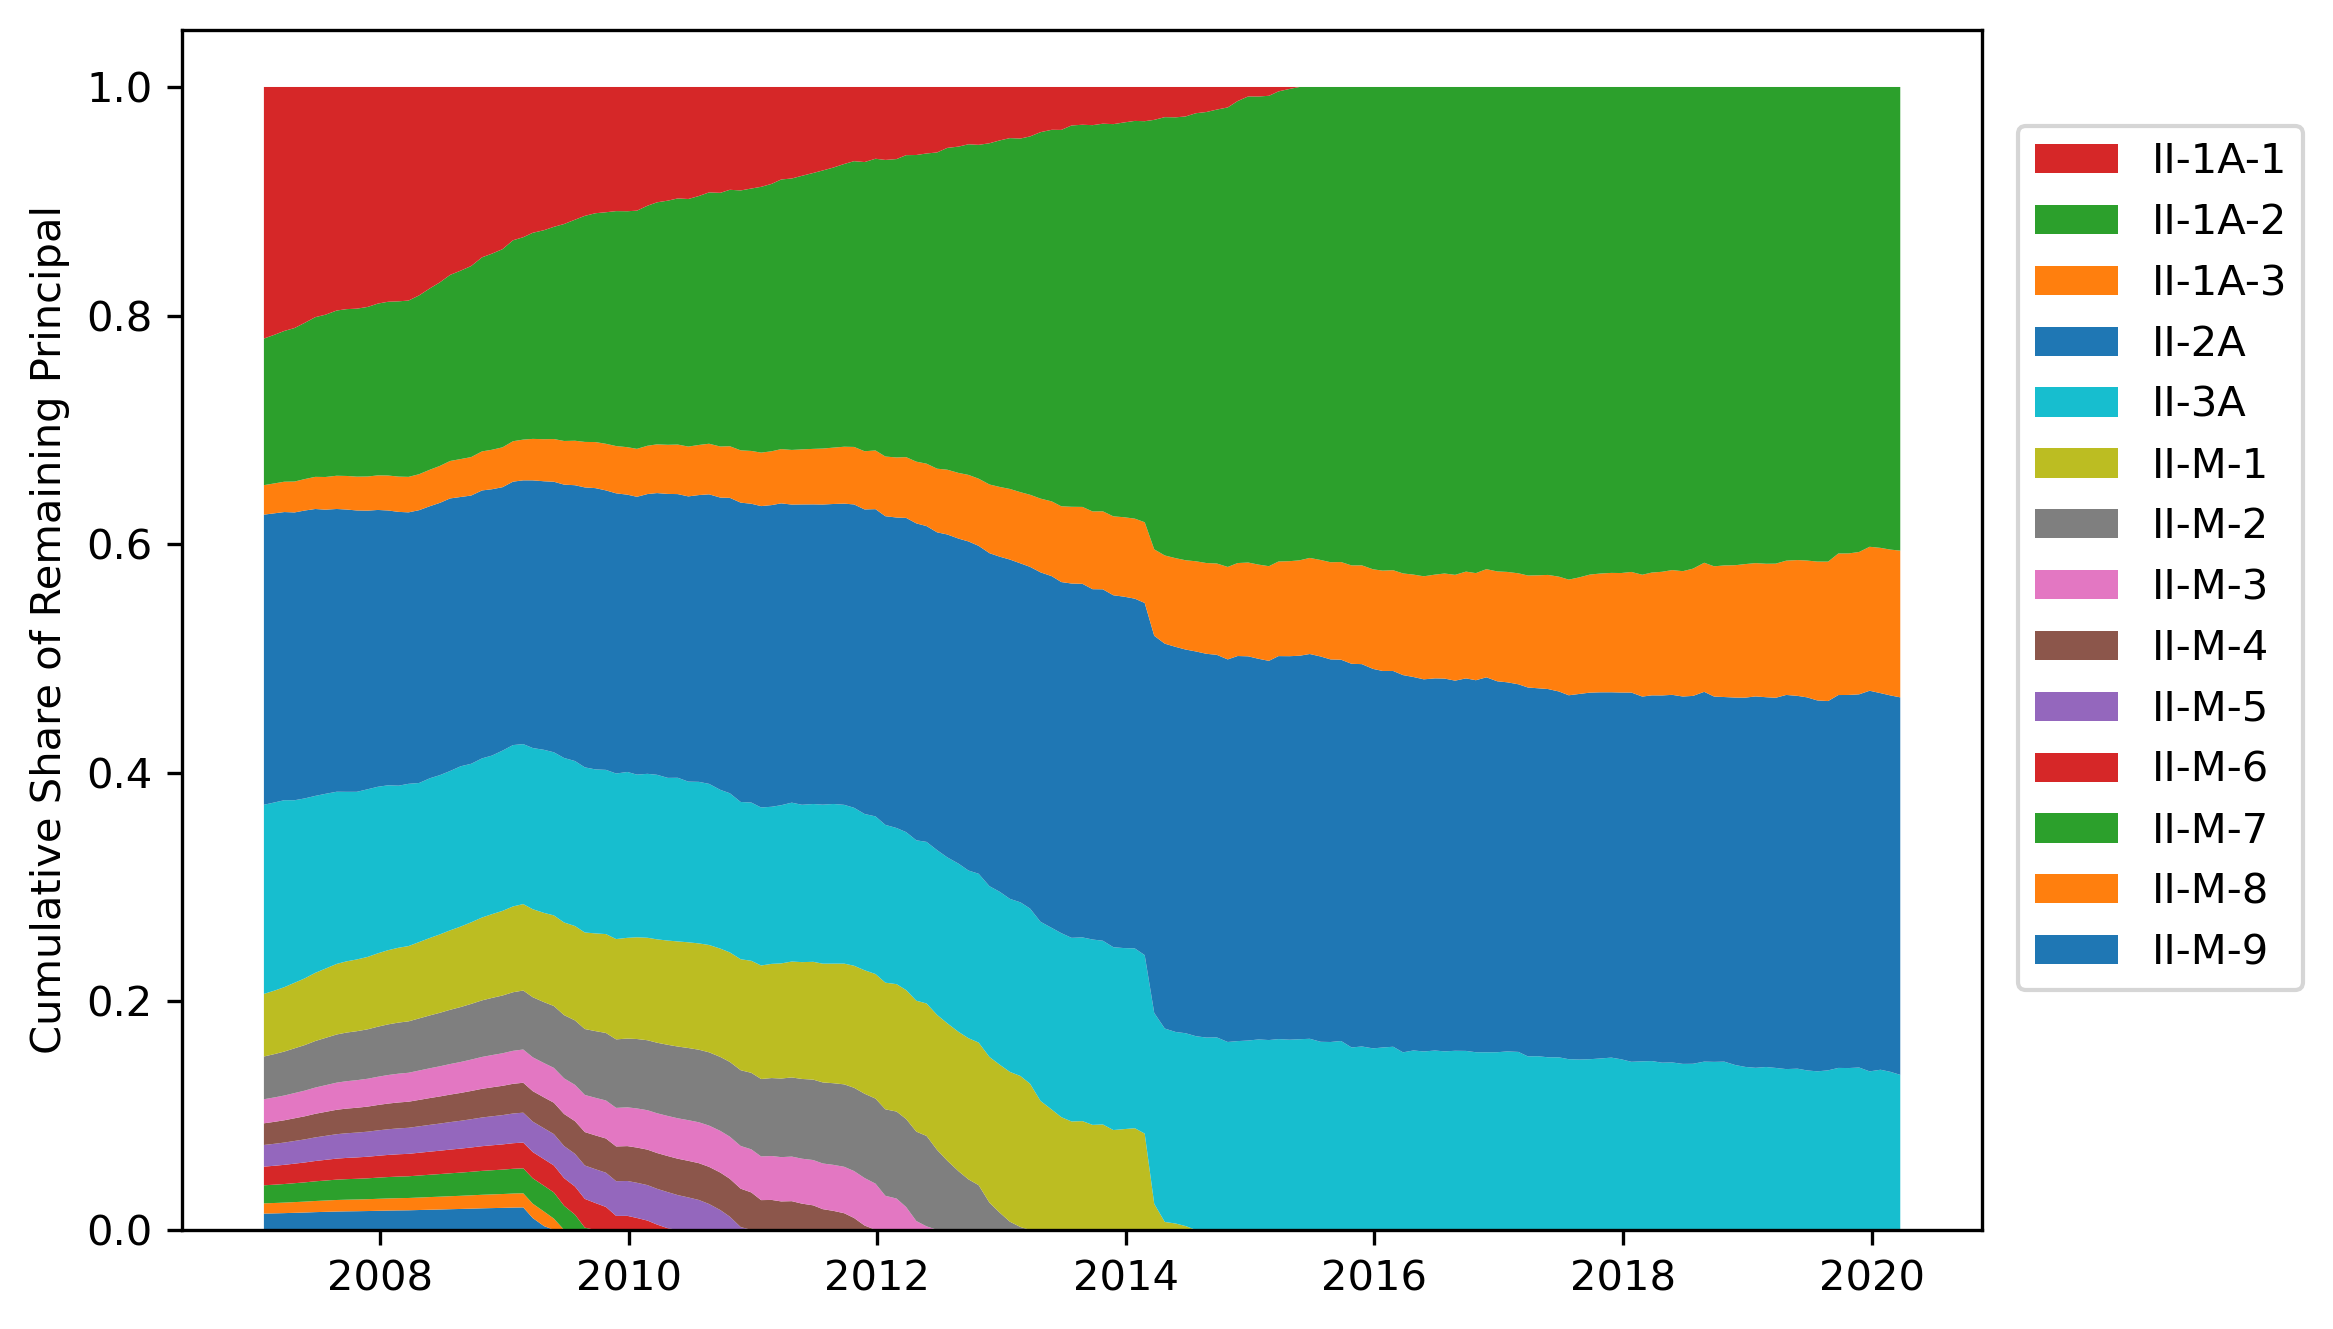 Cumulative Share of Remaining Principal
1.0
0.8
0.6
0.4
0.2
0.0
2008 2010 2012 2014 2016 2018 2020
II-1A-1
II-1A-2
II-1A-3
II-2A
II-3A
II-M-1
II-M-2
II-M-3
II-M-4
II-M-5
II-M-6
II-M-7
II-M-8
II-M-9